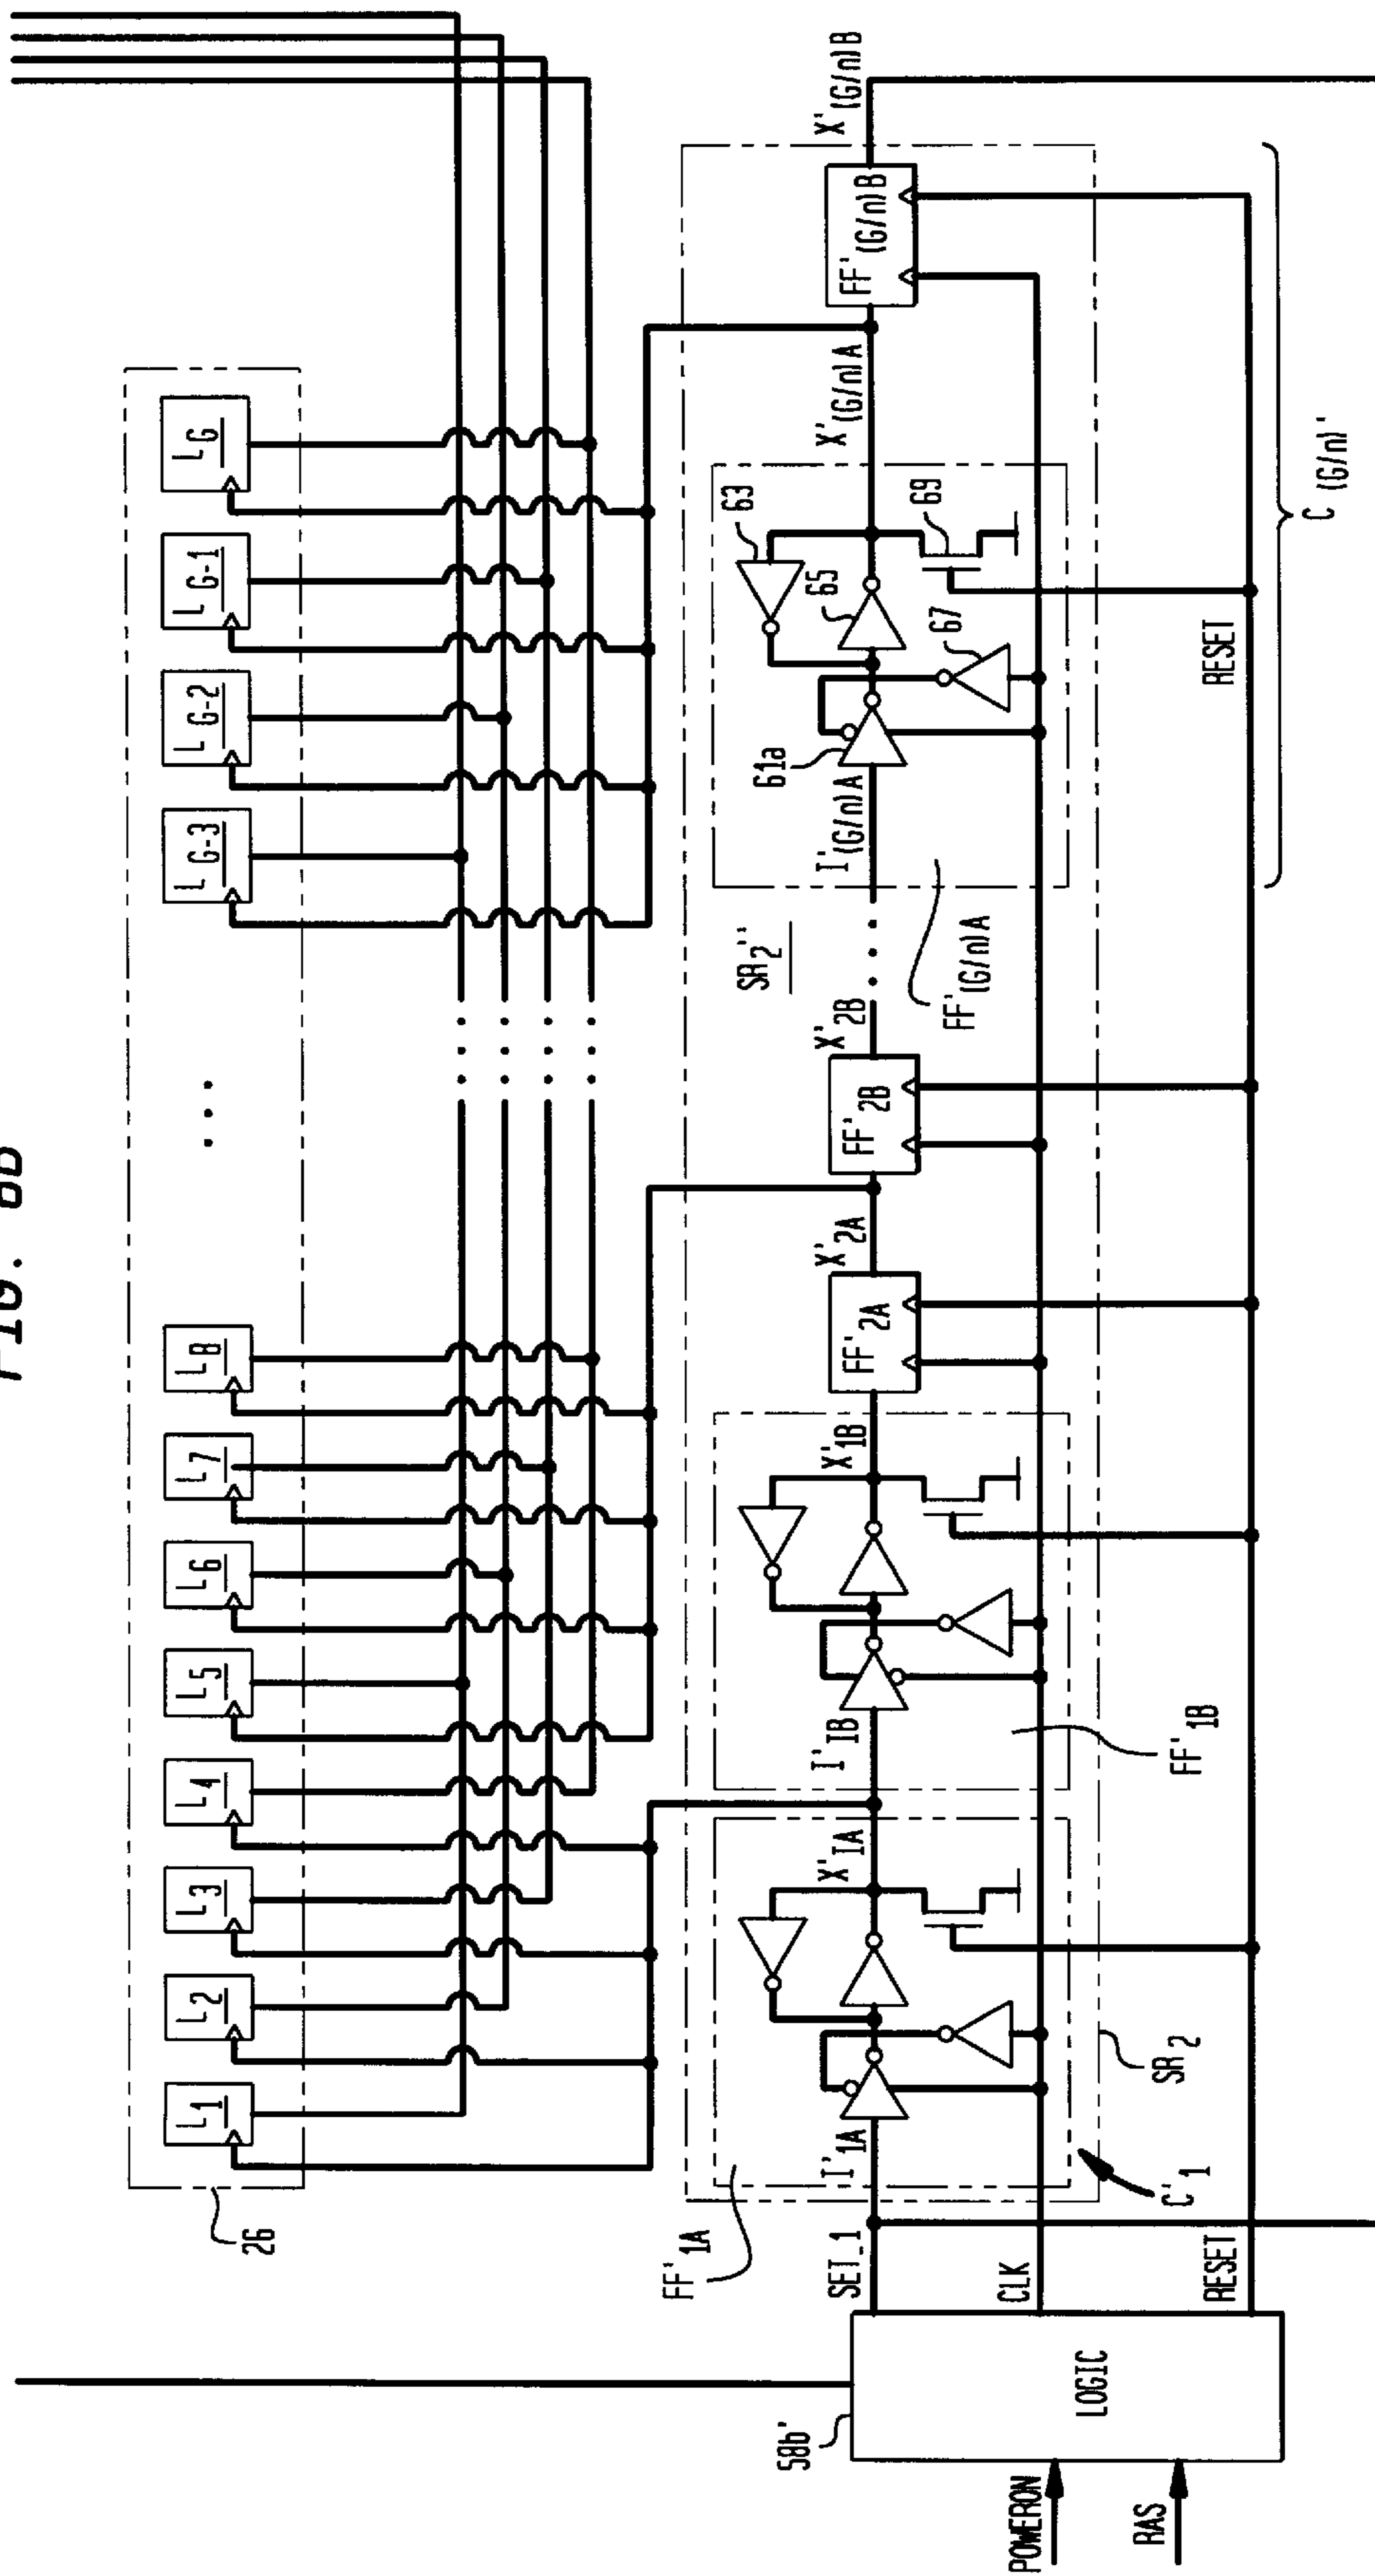 FIG. 8B
26
L1
L2
L3
L4
L5
L6
L7
L8
...
LG-3
LG-2
LG-1
LG
FF'1A
FF'1B
SR2''
FF'(G/n)A
I'1A
X'IA
I'IB
X'1B
FF'2A
X'2A
FF'2B
X'2B
I'(G/n)A
61a
63
65
67
69
X'(G/n)A
FF'(G/n)B
X'(G/n)B
58b'
LOGIC
POWERON
RAS
SET_1
CLK
RESET
C'1
SR2
RESET
C(G/n)'